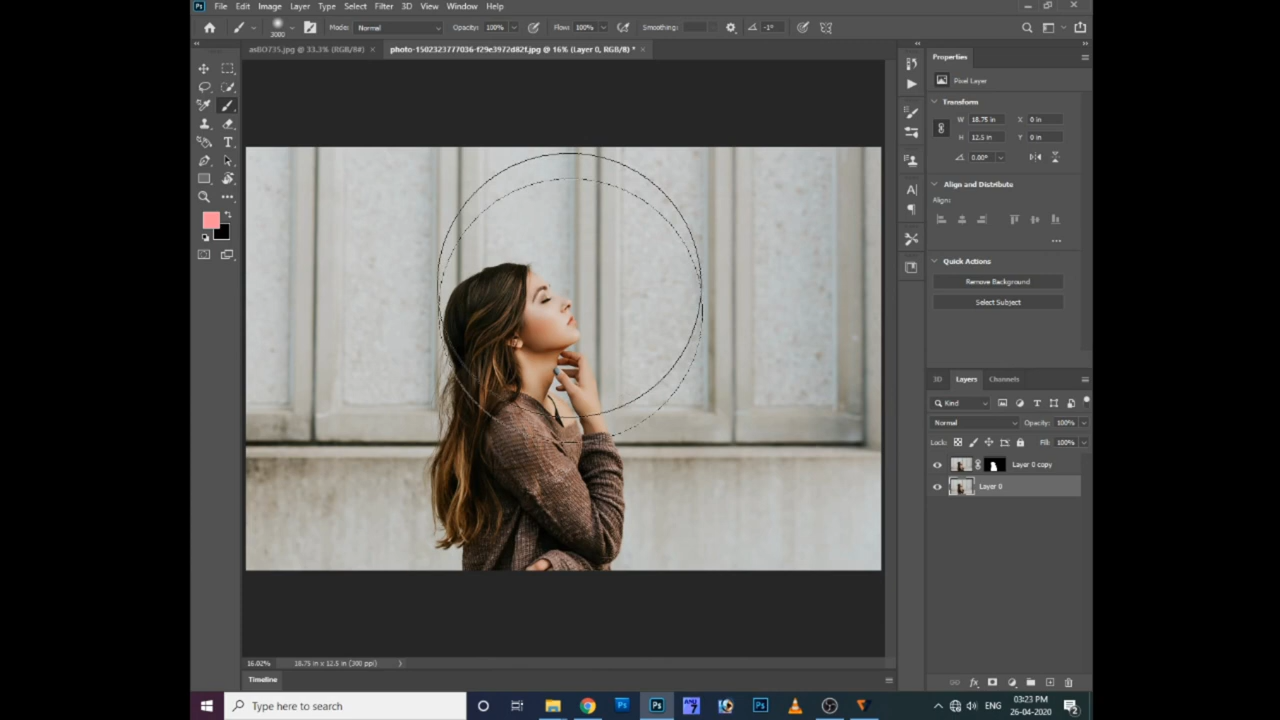 Ps File Edit Image Layer Type Select Filter 3D View Window Help
3000 Mode: Normal Opacity: 100% Flow: 100% Smoothing: -1°
as8D735.jpg @ 33.3% (RGB/8#) × photo-1502323777036-f29e3972d82f.jpg @ 16% (Layer 0, RGB/8) * ×
Properties
Pixel Layer
Transform
W 18.75 in X 0 in
H 12.5 in Y 0 in
0.00°
Align and Distribute
Align:
Quick Actions
Remove Background
Select Subject
3D Layers Channels
Kind
Normal Opacity: 100%
Lock: Fill: 100%
Layer 0 copy
Layer 0
16.02% 18.75 in x 12.5 in (300 ppi)
Timeline
Type here to search
ENG
03:23 PM
26-04-2020
2